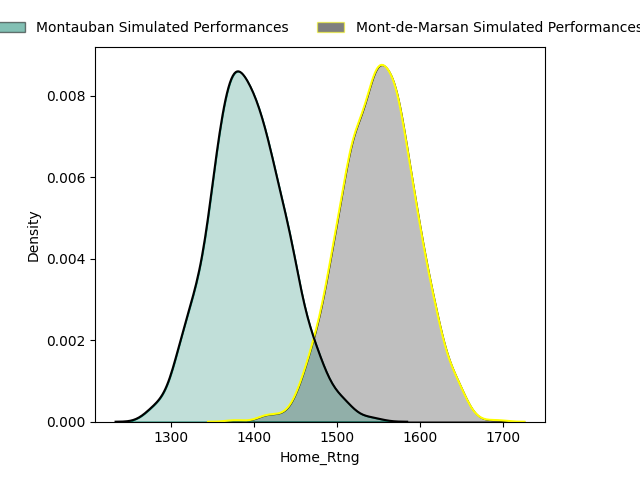 Montauban Simulated Performances Mont-de-Marsan Simulated Performances
0.008
0.006
0.004
0.002
0.000
Density
1300 1400 1500 1600 1700
Home_Rtng